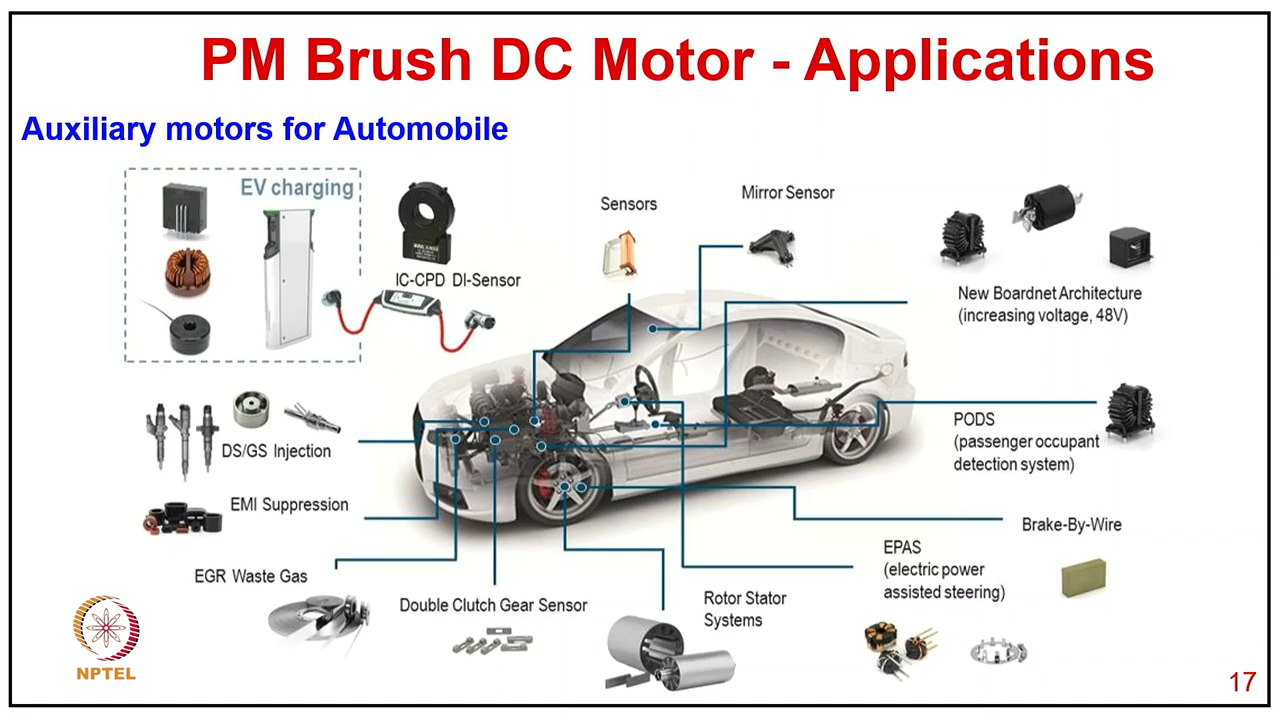 PM Brush DC Motor - Applications
Auxiliary motors for Automobile
EV charging
IC-CPD DI-Sensor
Sensors
Mirror Sensor
New Boardnet Architecture
(increasing voltage, 48V)
DS/GS Injection
PODS
(passenger occupant
detection system)
EMI Suppression
Brake-By-Wire
EGR Waste Gas
EPAS
(electric power
assisted steering)
Double Clutch Gear Sensor
Rotor Stator
Systems
NPTEL
17